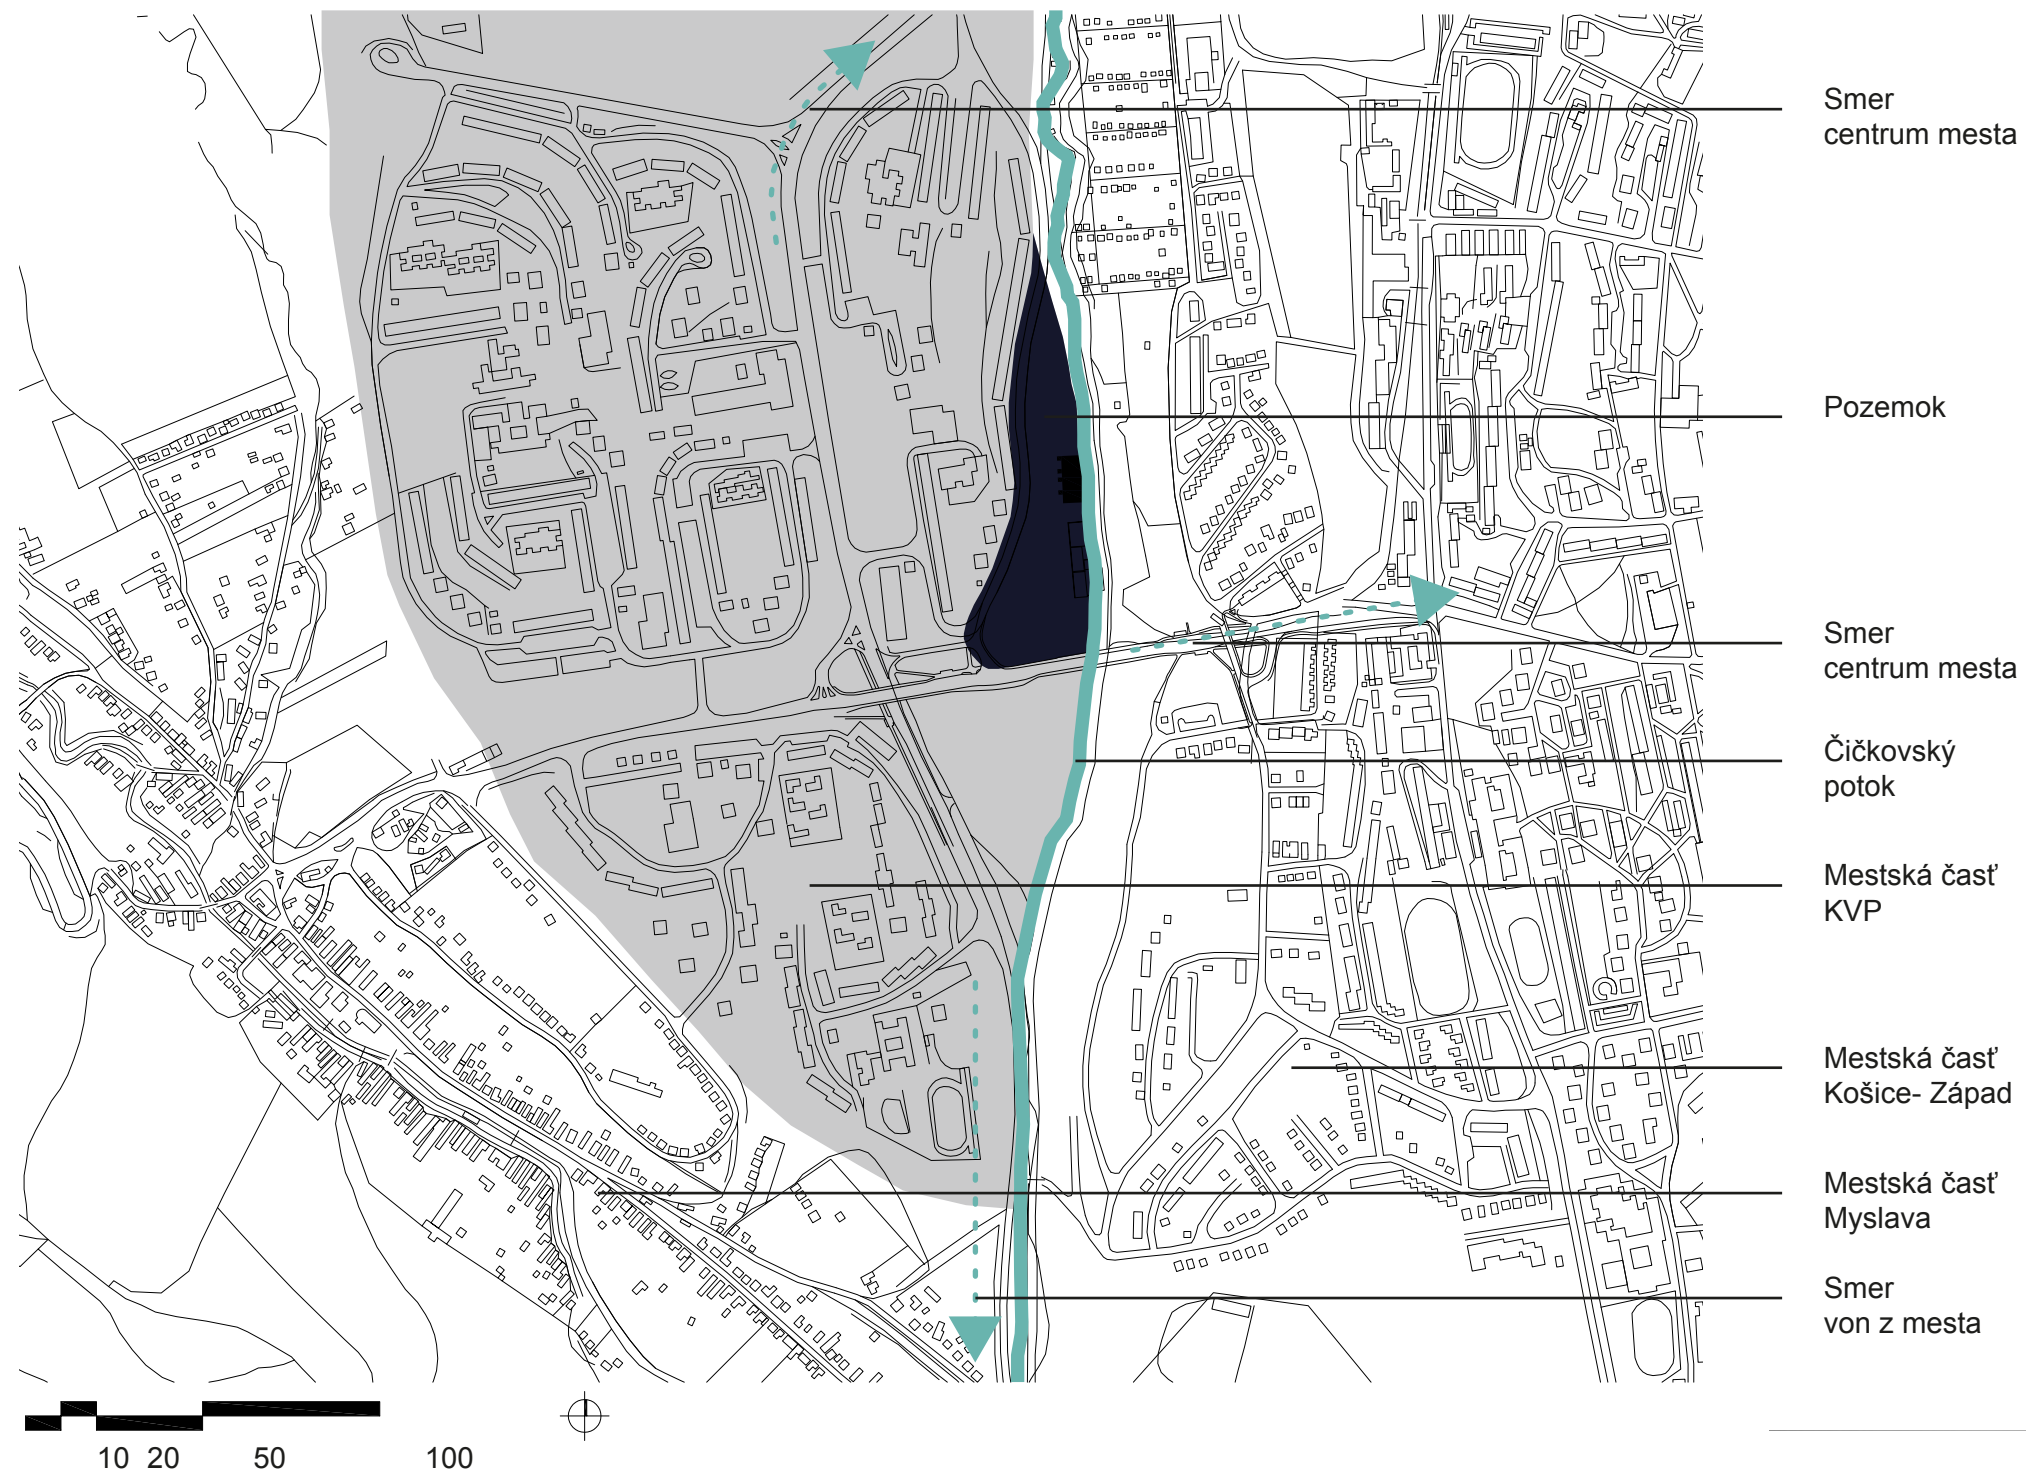 Smer
centrum mesta
Pozemok
Smer
centrum mesta
Čičkovský
potok
Mestská časť
KVP
Mestská časť
Košice- Západ
Mestská časť
Myslava
Smer
von z mesta
10 20 50 100